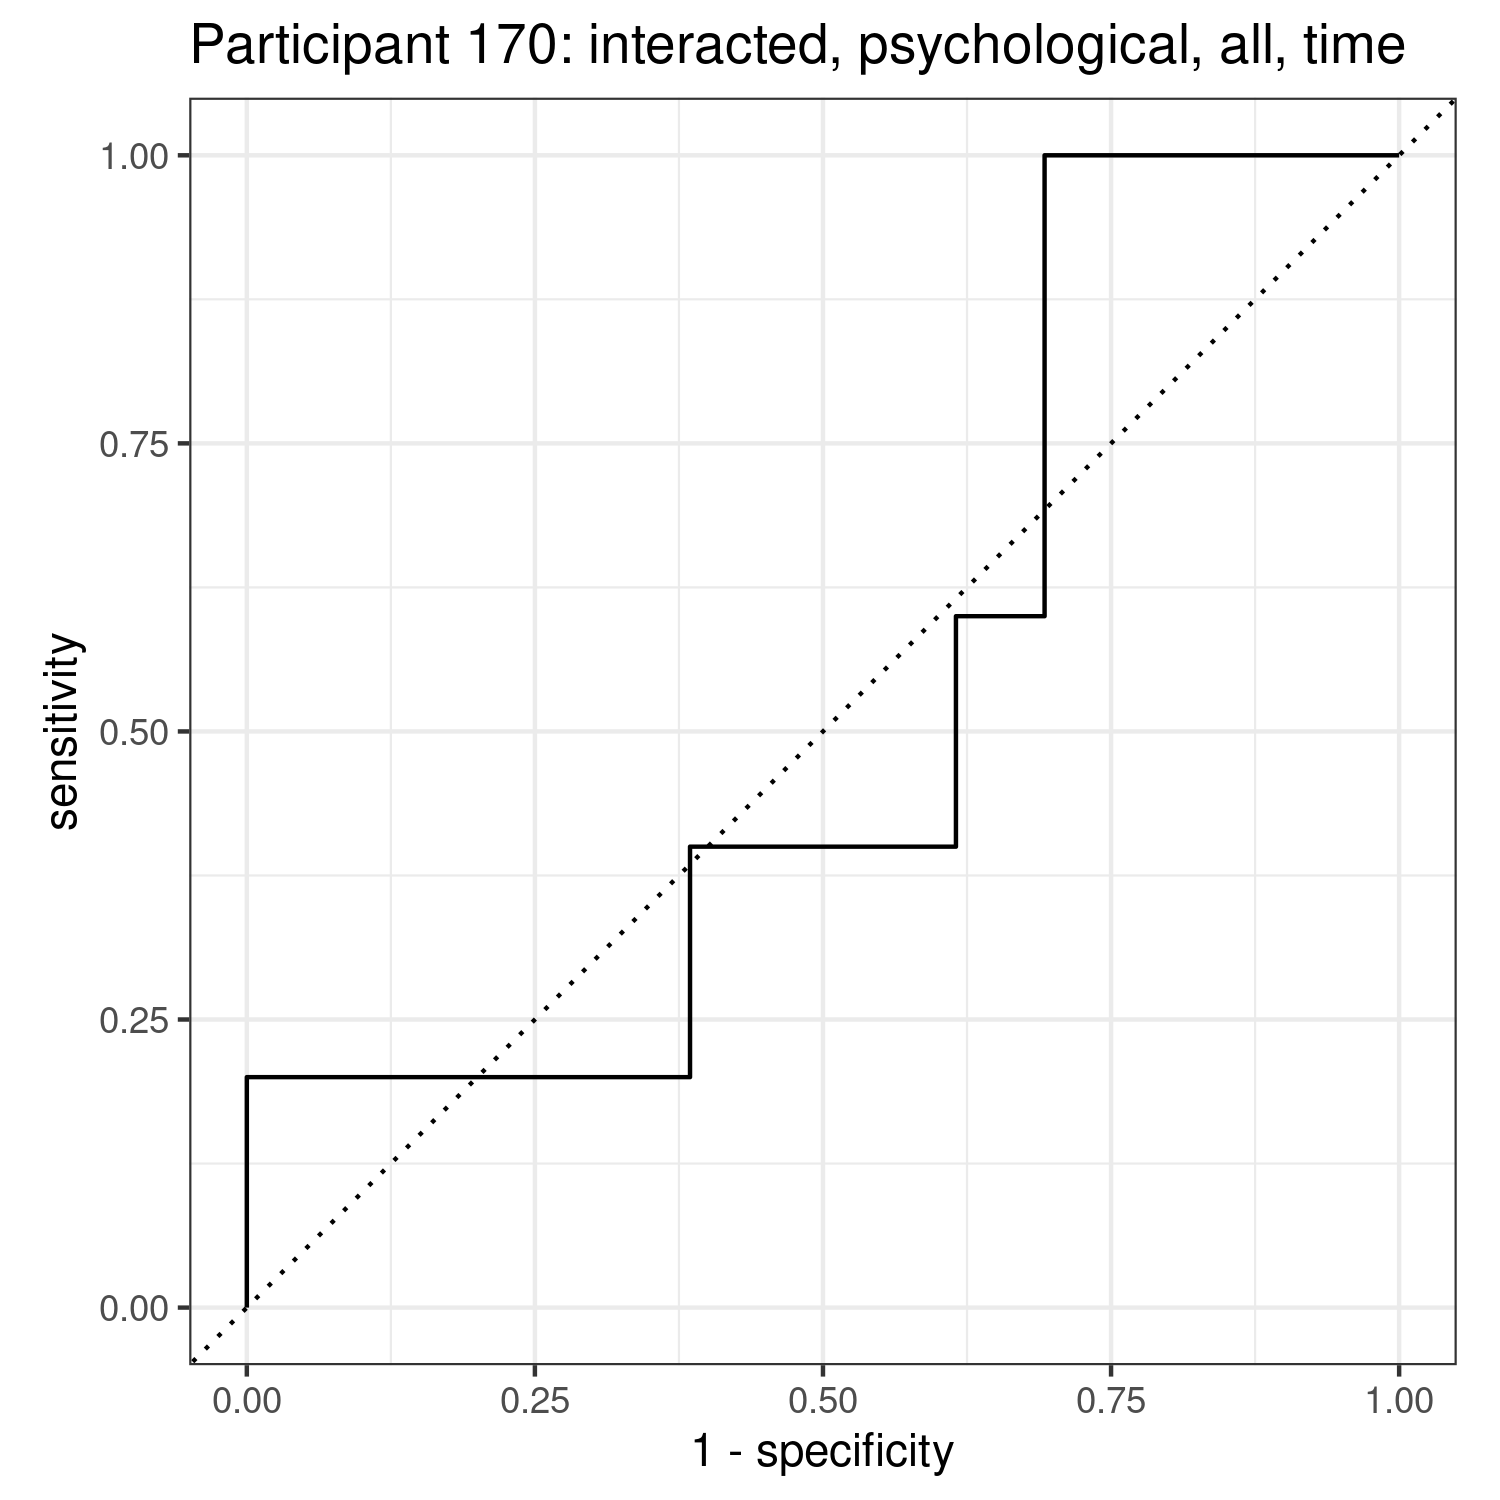 Participant 170: interacted, psychological, all, time
1.00
0.75
0.50
0.25
0.00
sensitivity
0.00 0.25 0.50 0.75 1.00
1 - specificity